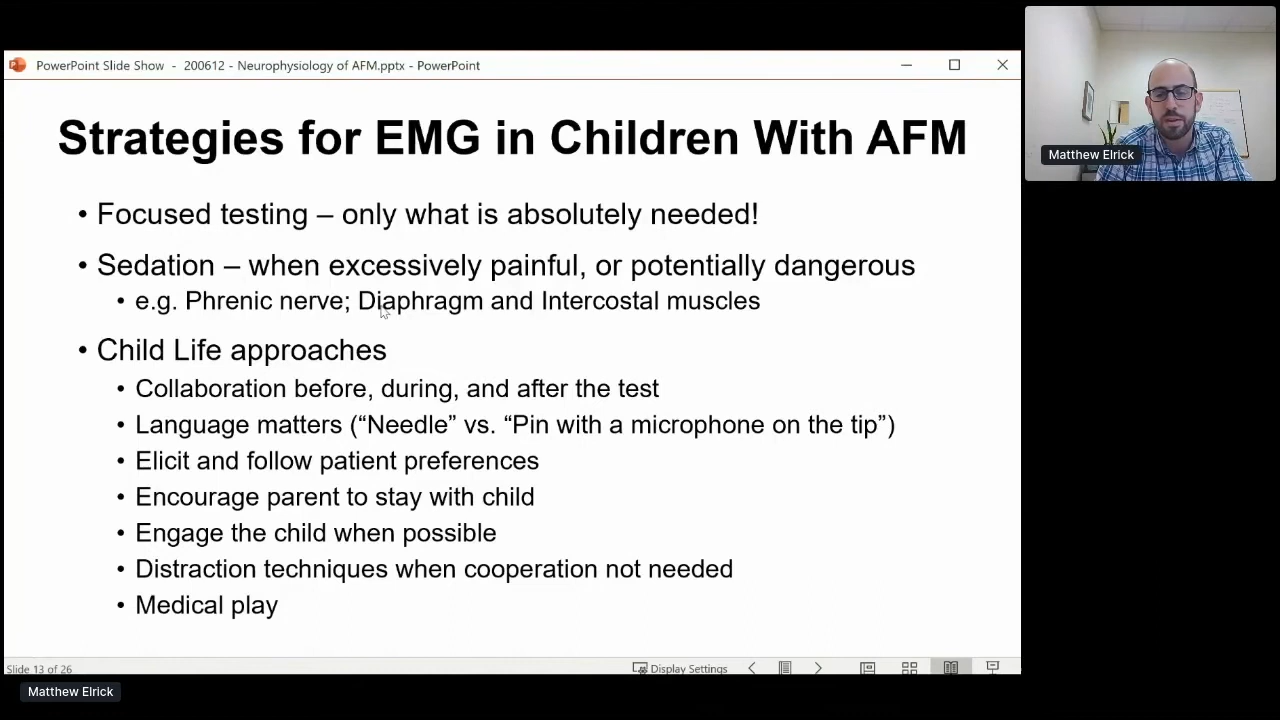 PowerPoint Slide Show - 200612 - Neurophysiology of AFM.pptx - PowerPoint
Matthew Elrick
Strategies for EMG in Children With AFM
• Focused testing – only what is absolutely needed!
• Sedation – when excessively painful, or potentially dangerous
• e.g. Phrenic nerve; Diaphragm and Intercostal muscles
• Child Life approaches
• Collaboration before, during, and after the test
• Language matters (“Needle” vs. “Pin with a microphone on the tip”)
• Elicit and follow patient preferences
• Encourage parent to stay with child
• Engage the child when possible
• Distraction techniques when cooperation not needed
• Medical play
Slide 13 of 26
Display Settings
Matthew Elrick